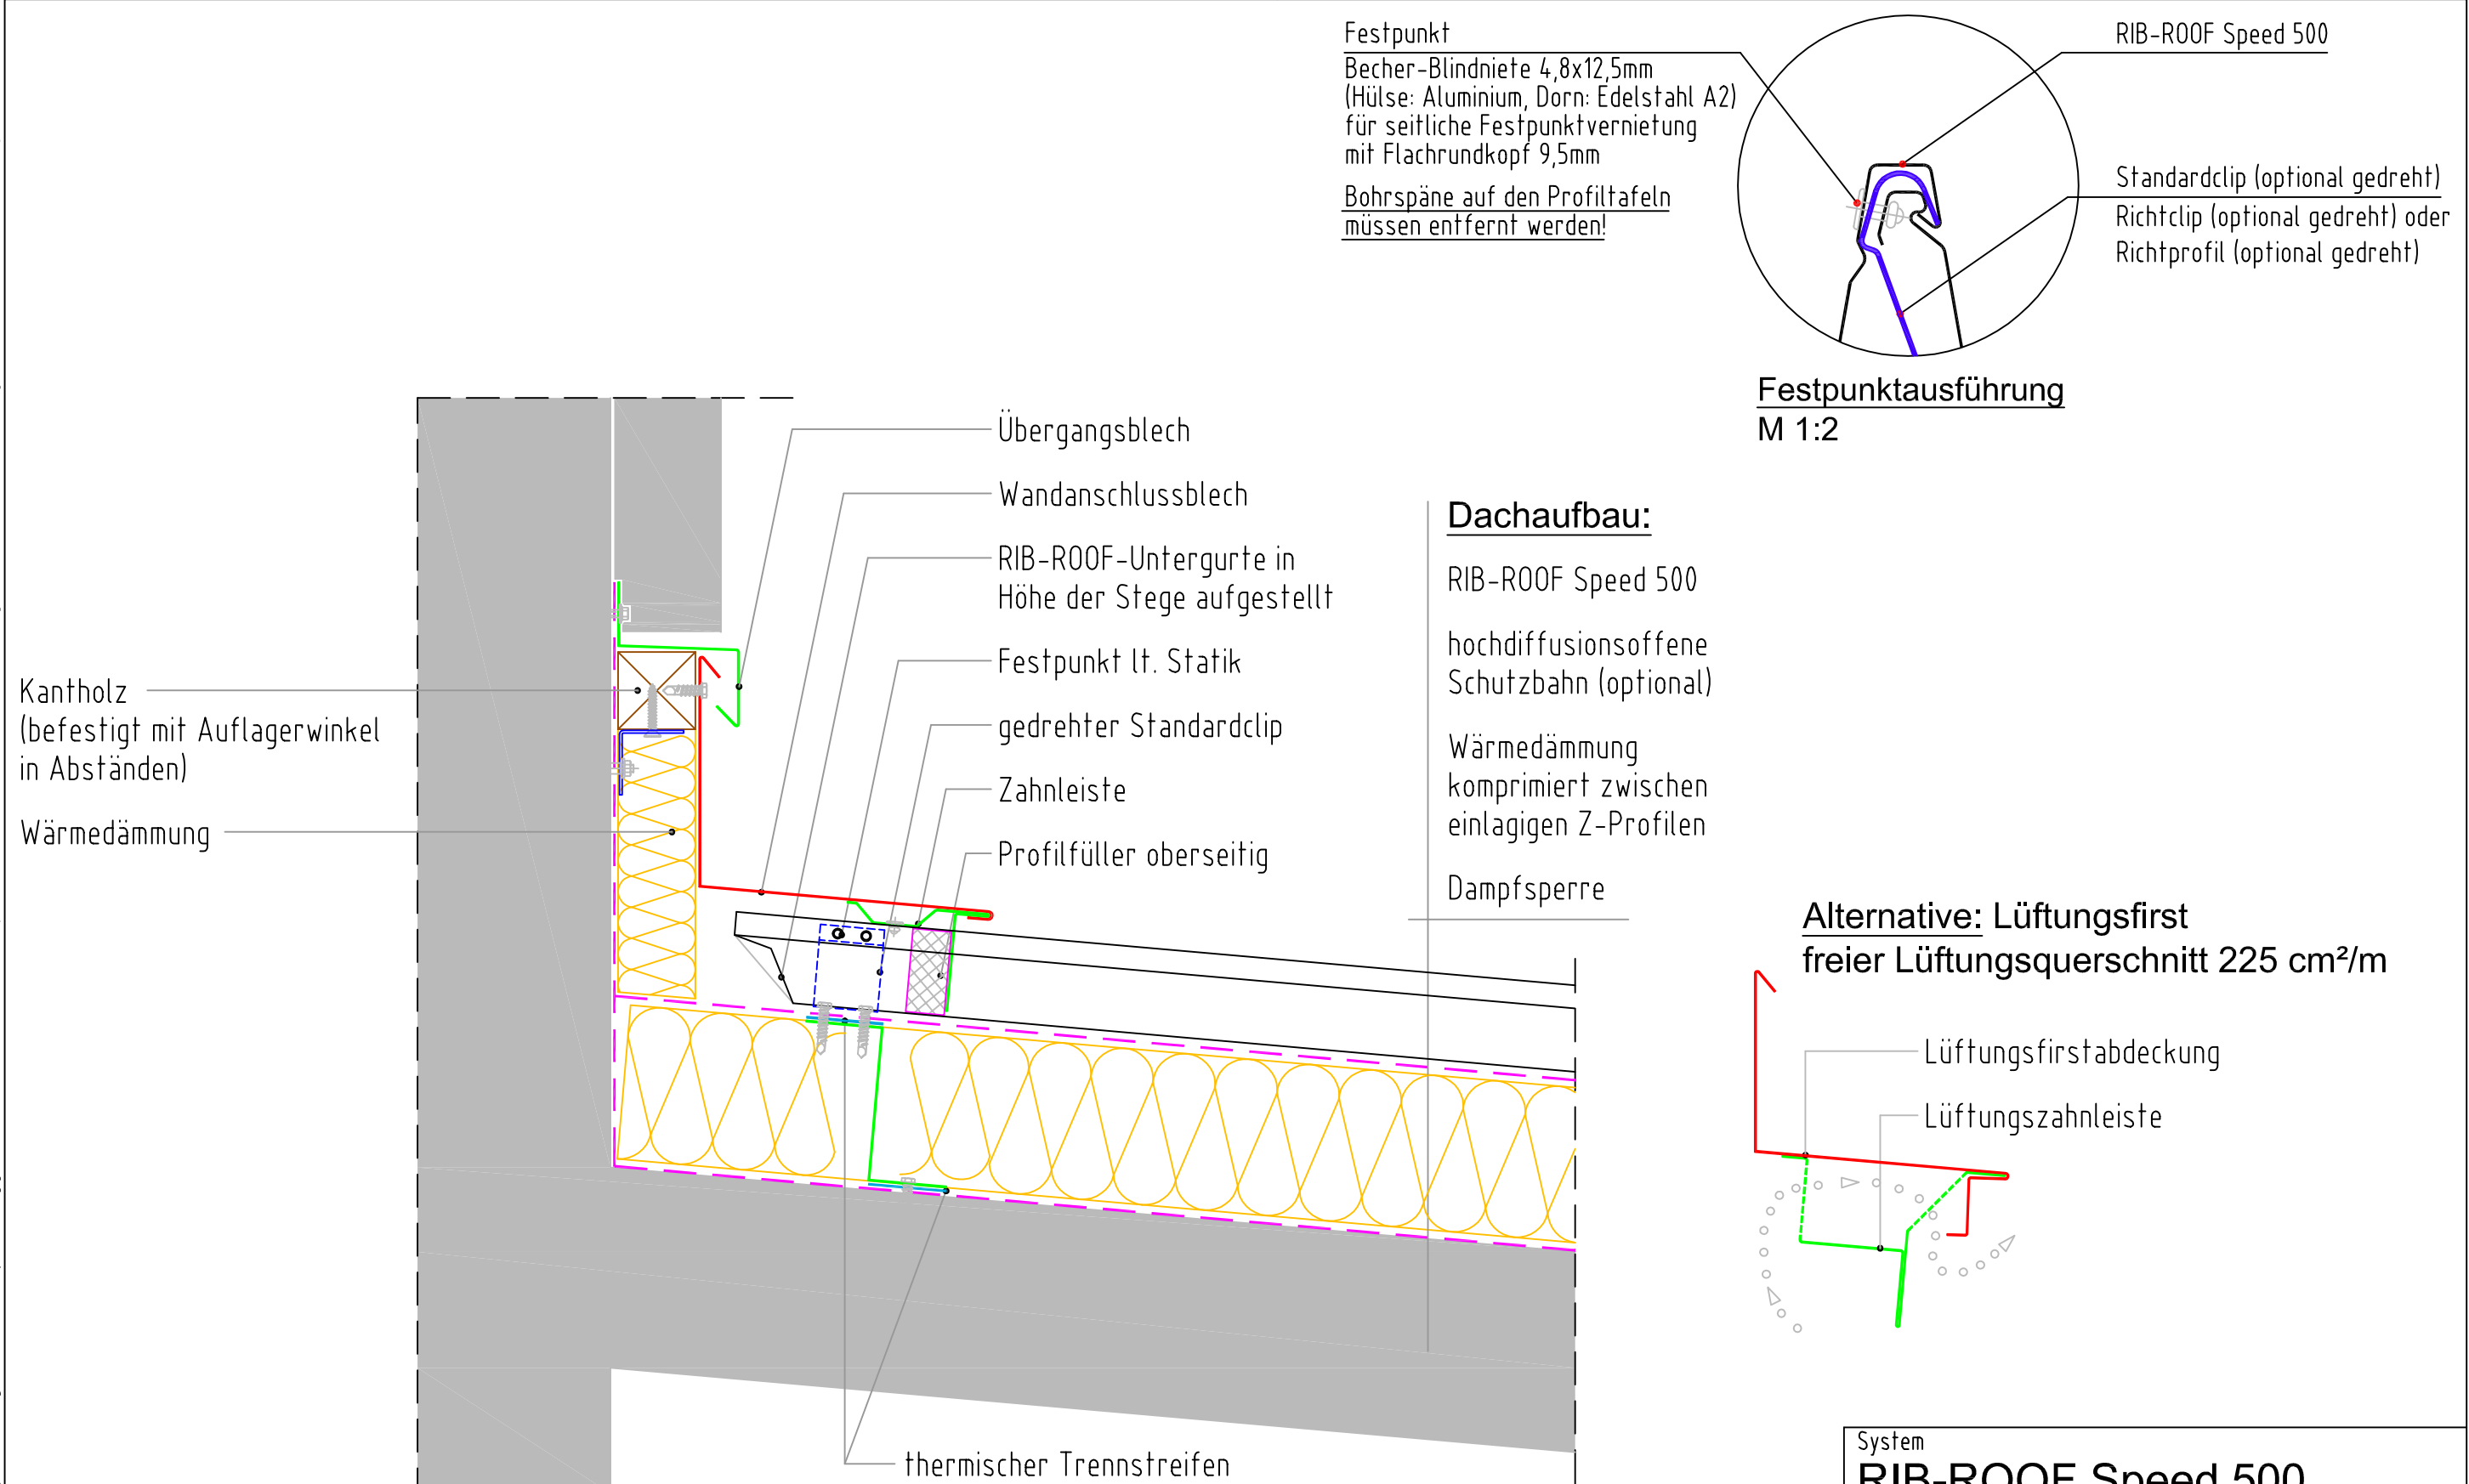 Festpunkt
Becher-Blindniete 4,8x12,5mm
(Hülse: Aluminium, Dorn: Edelstahl A2)
für seitliche Festpunktvernietung
mit Flachrundkopf 9,5mm
Bohrspäne auf den Profiltafeln
müssen entfernt werden!
RIB-ROOF Speed 500
Standardclip (optional gedreht)
Richtclip (optional gedreht) oder
Richtprofil (optional gedreht)
Festpunktausführung
M 1:2
Übergangsblech
Wandanschlussblech
RIB-ROOF-Untergurte in
Höhe der Stege aufgestellt
Festpunkt lt. Statik
gedrehter Standardclip
Zahnleiste
Profilfüller oberseitig
Kantholz
(befestigt mit Auflagerwinkel
in Abständen)
Wärmedämmung
Dachaufbau:
RIB-ROOF Speed 500
hochdiffusionsoffene
Schutzbahn (optional)
Wärmedämmung
komprimiert zwischen
einlagigen Z-Profilen
Dampfsperre
Alternative: Lüftungsfirst
freier Lüftungsquerschnitt 225 cm²/m
Lüftungsfirstabdeckung
Lüftungszahnleiste
thermischer Trennstreifen
System
RIB-ROOF Speed 500